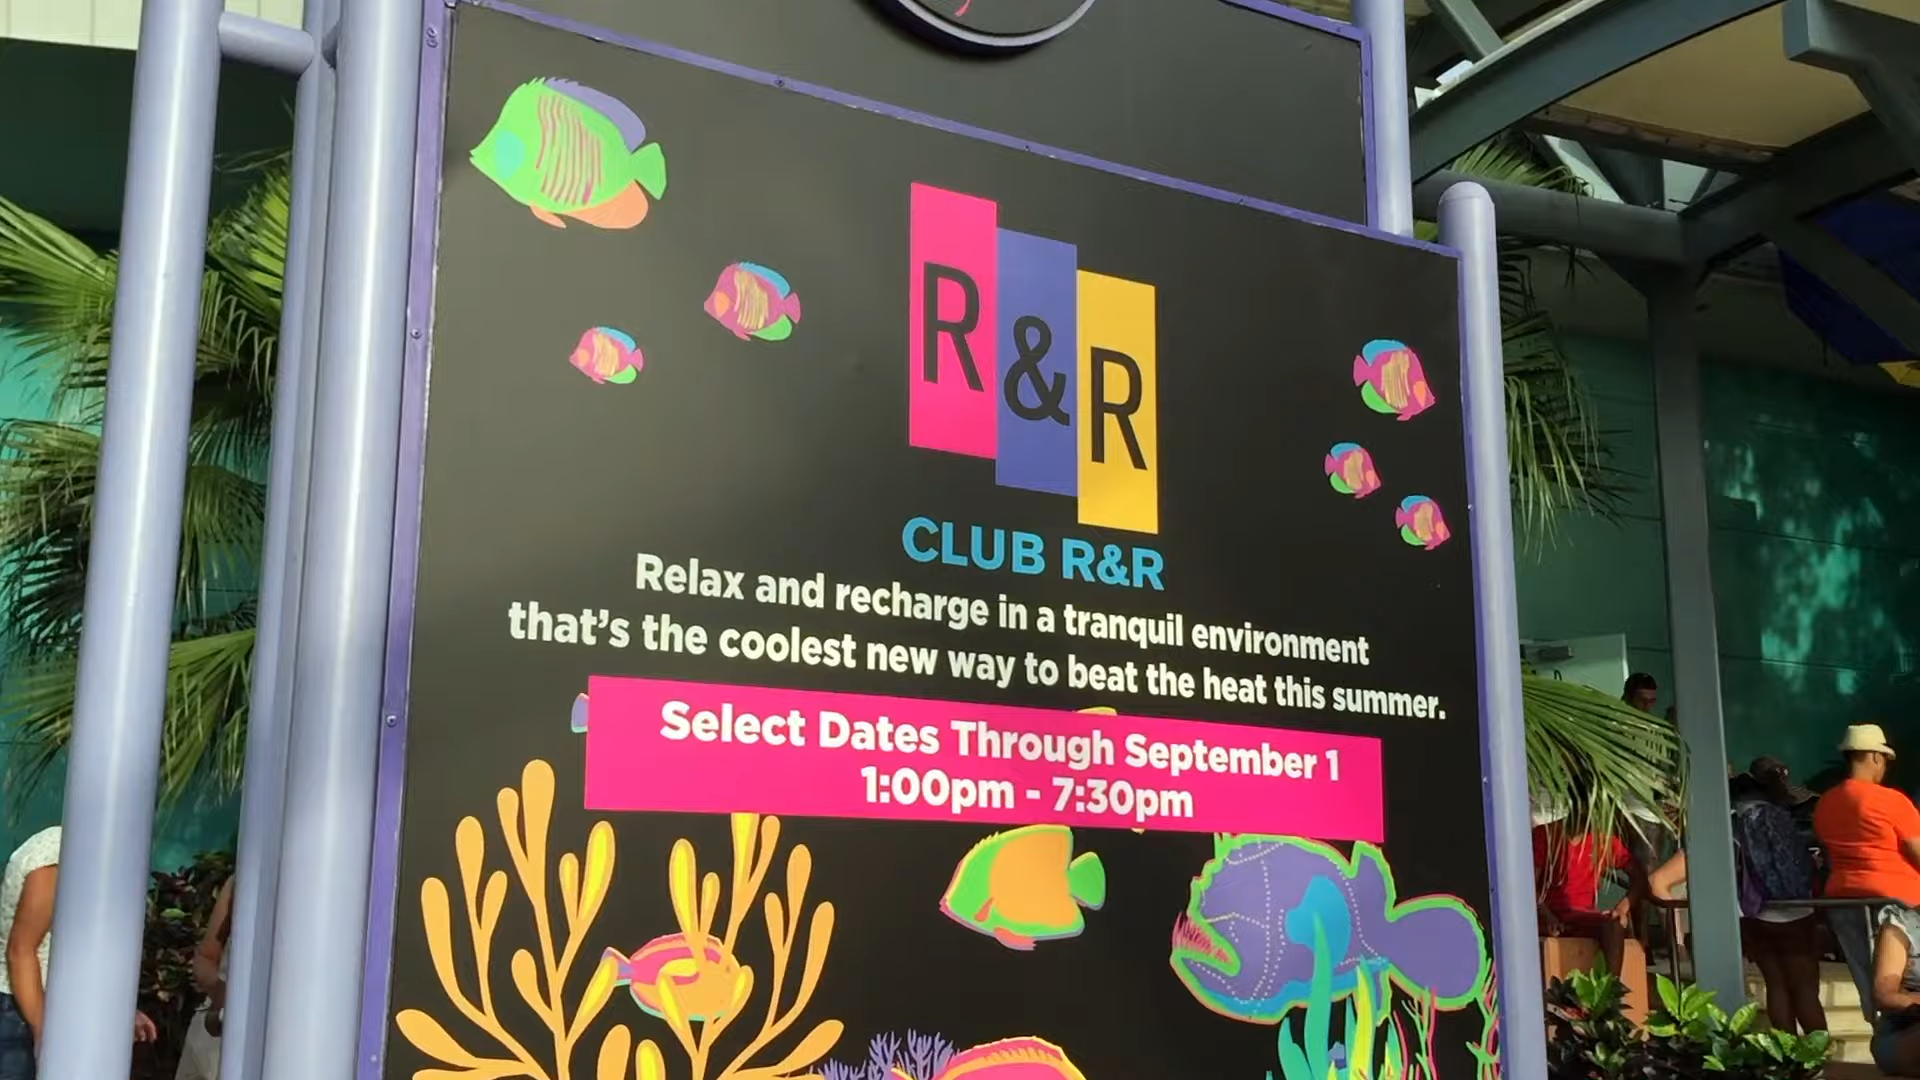 R&R
CLUB R&R
Relax and recharge in a tranquil environment
that's the coolest new way to beat the heat this summer.
Select Dates Through September 1
1:00pm - 7:30pm